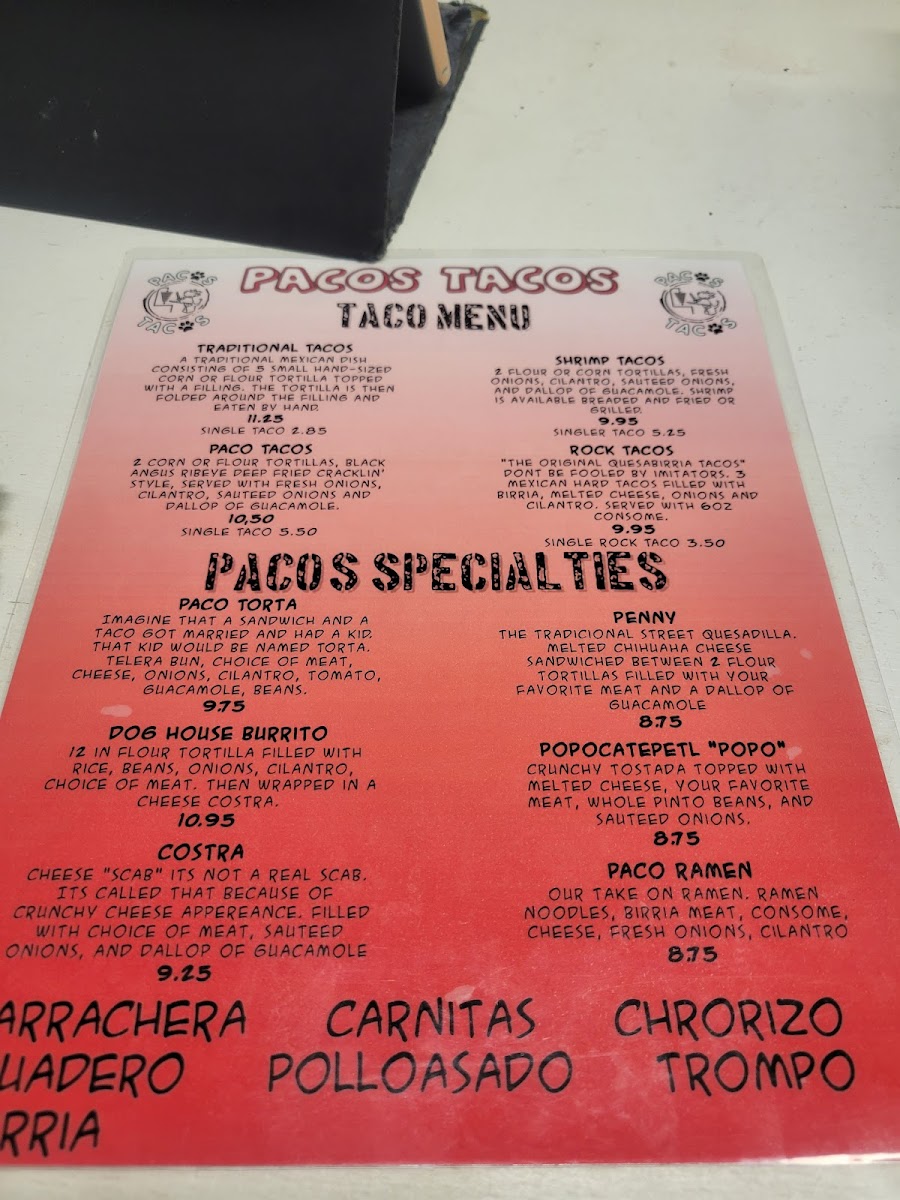 PACOS TACOS
PACOS TACOS
PACOS TACOS
TACO MENU
TRADITIONAL TACOS
A TRADITIONAL MEXICAN DISH
CONSISTING OF 5 SMALL HAND-SIZED
CORN OR FLOUR TORTILLA TOPPED
WITH A FILLING. THE TORTILLA IS THEN
FOLDED AROUND THE FILLING AND
EATEN BY HAND.
11.25
SINGLE TACO 2.85
PACO TACOS
2 CORN OR FLOUR TORTILLAS, BLACK
ANGUS RIBEYE DEEP FRIED CRACKLIN'
STYLE, SERVED WITH FRESH ONIONS,
CILANTRO, SAUTEED ONIONS AND
DALLOP OF GUACAMOLE.
10,50
SINGLE TACO 5.50
SHRIMP TACOS
2 FLOUR OR CORN TORTILLAS, FRESH
ONIONS, CILANTRO, SAUTEED ONIONS,
AND DALLOP OF GUACAMOLE. SHRIMP
IS AVAILABLE BREADED AND FRIED OR
GRILLED.
9.95
SINGLER TACO 5.25
ROCK TACOS
"THE ORIGINAL QUESABIRRIA TACOS"
DONT BE FOOLED BY IMITATORS. 3
MEXICAN HARD TACOS FILLED WITH
BIRRIA, MELTED CHEESE, ONIONS AND
CILANTRO. SERVED WITH 6OZ
CONSOME.
9.95
SINGLE ROCK TACO 3.50
PACOS SPECIALTIES
PACO TORTA
IMAGINE THAT A SANDWICH AND A
TACO GOT MARRIED AND HAD A KID.
THAT KID WOULD BE NAMED TORTA.
TELERA BUN, CHOICE OF MEAT,
CHEESE, ONIONS, CILANTRO, TOMATO,
GUACAMOLE, BEANS.
9.75
DOG HOUSE BURRITO
12 IN FLOUR TORTILLA FILLED WITH
RICE, BEANS, ONIONS, CILANTRO,
CHOICE OF MEAT. THEN WRAPPED IN A
CHEESE COSTRA.
10.95
COSTRA
CHEESE "SCAB" ITS NOT A REAL SCAB.
ITS CALLED THAT BECAUSE OF
CRUNCHY CHEESE APPEREANCE. FILLED
WITH CHOICE OF MEAT, SAUTEED
ONIONS, AND DALLOP OF GUACAMOLE
9.25
PENNY
THE TRADICIONAL STREET QUESADILLA.
MELTED CHIHUAHA CHEESE
SANDWICHED BETWEEN 2 FLOUR
TORTILLAS FILLED WITH YOUR
FAVORITE MEAT AND A DALLOP OF
GUACAMOLE
8.75
POPOCATEPETL "POPO"
CRUNCHY TOSTADA TOPPED WITH
MELTED CHEESE, YOUR FAVORITE
MEAT, WHOLE PINTO BEANS, AND
SAUTEED ONIONS.
8.75
PACO RAMEN
OUR TAKE ON RAMEN. RAMEN
NOODLES, BIRRIA MEAT, CONSOME,
CHEESE, FRESH ONIONS, CILANTRO
8.75
ARRACHERA CARNITAS CHRORIZO
UADERO POLLOASADO TROMPO
RRIA